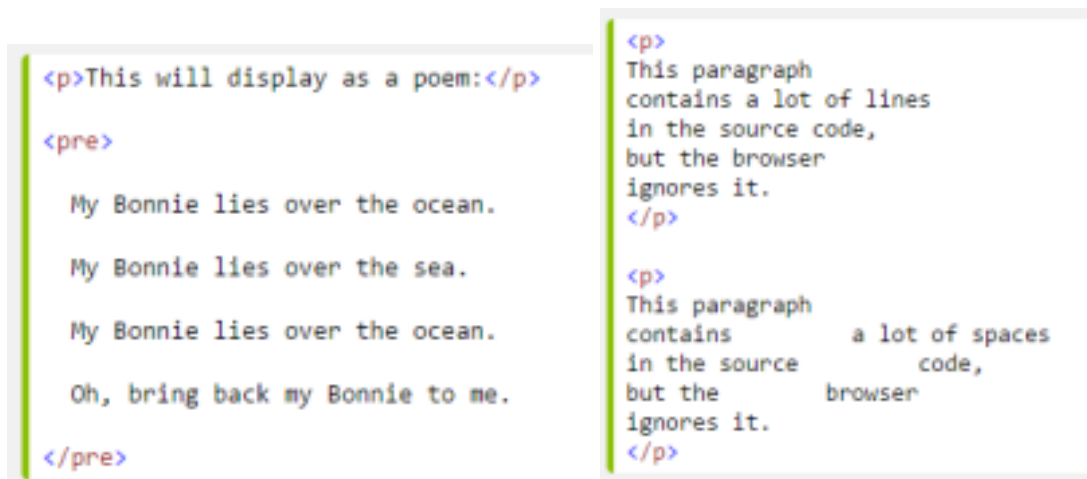 <p>This will display as a poem:</p>
<pre>
My Bonnie lies over the ocean.
My Bonnie lies over the sea.
My Bonnie lies over the ocean.
Oh, bring back my Bonnie to me.
</pre>
<p>
This paragraph
contains a lot of lines
in the source code,
but the browser
ignores it.
</p>
<p>
This paragraph
contains         a lot of spaces
in the source         code,
but the        browser
ignores it.
</p>